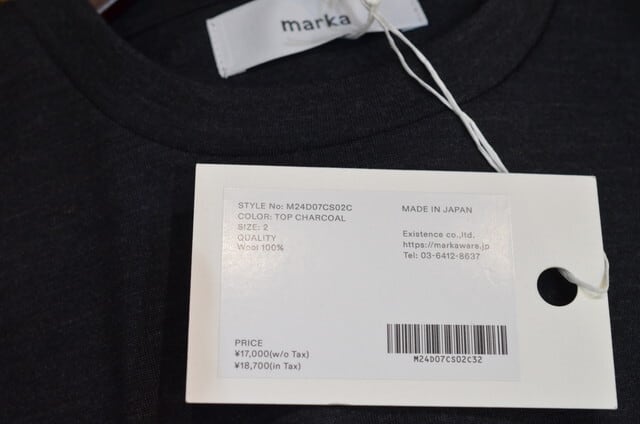 marka
STYLE No: M24D07CS02C
COLOR: TOP CHARCOAL
SIZE: 2
QUALITY
Wool 100%
MADE IN JAPAN
Existence co.,ltd.
https://markaware.jp
Tel: 03-6412-8637
PRICE
¥17,000(w/o Tax)
¥18,700(in Tax)
M24D07CS02C32